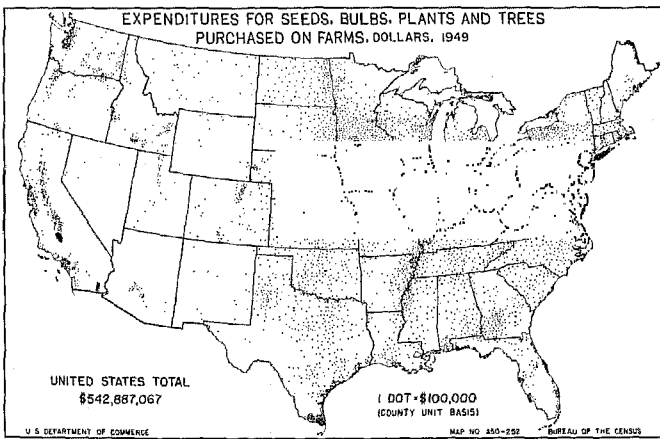 EXPENDITURES FOR SEEDS, BULBS, PLANTS AND TREES
PURCHASED ON FARMS, DOLLARS, 1949
UNITED STATES TOTAL
$542,887,067
1 DOT = $100,000
(COUNTY UNIT BASIS)
U S DEPARTMENT OF COMMERCE
MAP NO A50-252
BUREAU OF THE CENSUS